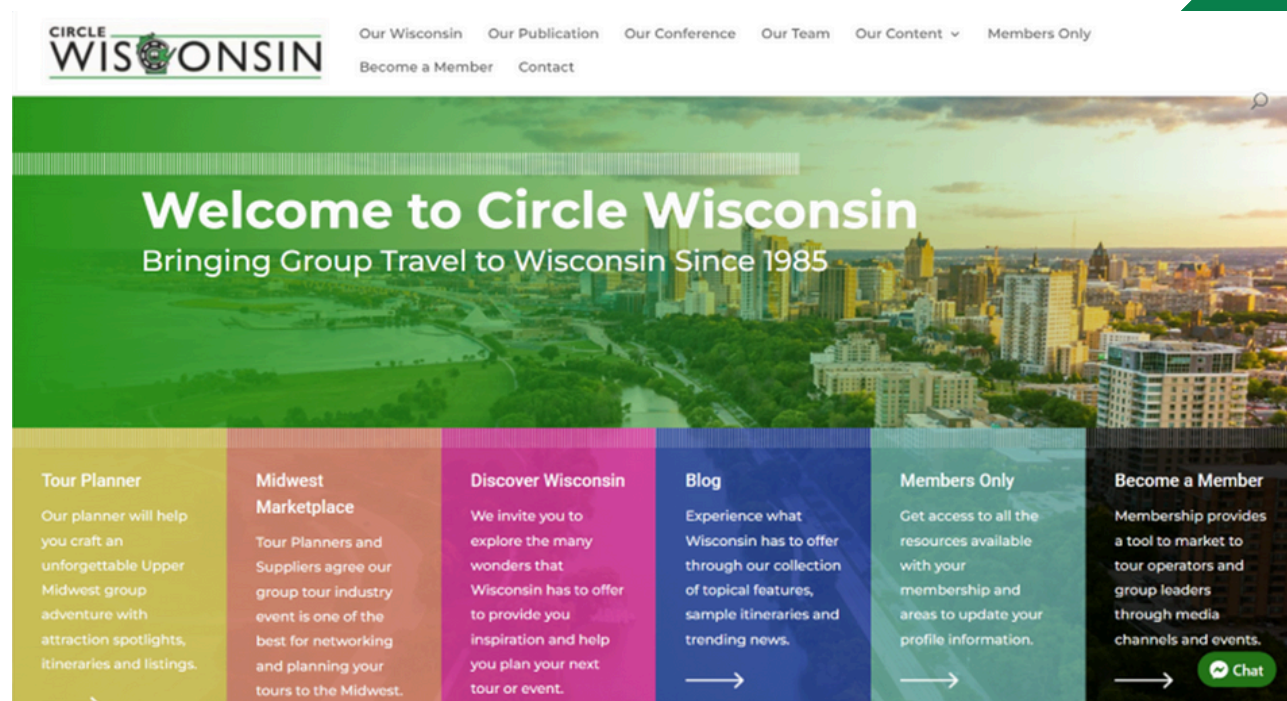 CIRCLE
WISCONSIN
Our Wisconsin Our Publication Our Conference Our Team Our Content Members Only
Become a Member Contact
Welcome to Circle Wisconsin
Bringing Group Travel to Wisconsin Since 1985
Tour Planner
Our planner will help
you craft an
unforgettable Upper
Midwest group
adventure with
attraction spotlights,
itineraries and listings.
Midwest
Marketplace
Tour Planners and
Suppliers agree our
group tour industry
event is one of the
best for networking
and planning your
tours to the Midwest.
Discover Wisconsin
We invite you to
explore the many
wonders that
Wisconsin has to offer
to provide you
inspiration and help
you plan your next
tour or event.
Blog
Experience what
Wisconsin has to offer
through our collection
of topical features,
sample itineraries and
trending news.
Members Only
Get access to all the
resources available
with your
membership and
areas to update your
profile information.
Become a Member
Membership provides
a tool to market to
tour operators and
group leaders
through media
channels and events.
Chat